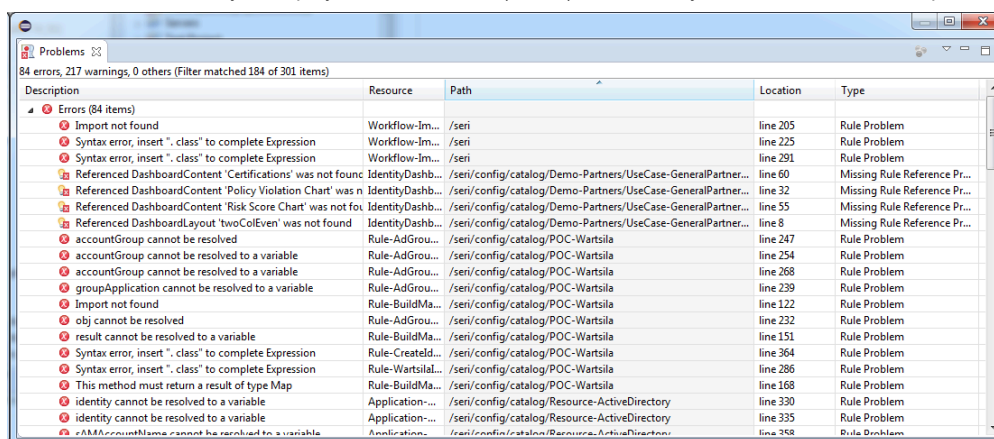 Problems
84 errors, 217 warnings, 0 others (Filter matched 184 of 301 items)
Description Resource Path Location Type
Errors (84 items)
Import not found Workflow-Im... /seri line 205 Rule Problem
Syntax error, insert ". class" to complete Expression Workflow-Im... /seri line 225 Rule Problem
Syntax error, insert ". class" to complete Expression Workflow-Im... /seri line 291 Rule Problem
Referenced DashboardContent 'Certifications' was not found IdentityDashb... /seri/config/catalog/Demo-Partners/UseCase-GeneralPartner... line 60 Missing Rule Reference Pr...
Referenced DashboardContent 'Policy Violation Chart' was n IdentityDashb... /seri/config/catalog/Demo-Partners/UseCase-GeneralPartner... line 32 Missing Rule Reference Pr...
Referenced DashboardContent 'Risk Score Chart' was not fou IdentityDashb... /seri/config/catalog/Demo-Partners/UseCase-GeneralPartner... line 55 Missing Rule Reference Pr...
Referenced DashboardLayout 'twoColEven' was not found IdentityDashb... /seri/config/catalog/Demo-Partners/UseCase-GeneralPartner... line 8 Missing Rule Reference Pr...
accountGroup cannot be resolved Rule-AdGrou... /seri/config/catalog/POC-Wartsila line 247 Rule Problem
accountGroup cannot be resolved to a variable Rule-AdGrou... /seri/config/catalog/POC-Wartsila line 254 Rule Problem
accountGroup cannot be resolved to a variable Rule-AdGrou... /seri/config/catalog/POC-Wartsila line 268 Rule Problem
groupApplication cannot be resolved to a variable Rule-AdGrou... /seri/config/catalog/POC-Wartsila line 239 Rule Problem
Import not found Rule-BuildMa... /seri/config/catalog/POC-Wartsila line 122 Rule Problem
obj cannot be resolved Rule-AdGrou... /seri/config/catalog/POC-Wartsila line 232 Rule Problem
result cannot be resolved to a variable Rule-BuildMa... /seri/config/catalog/POC-Wartsila line 151 Rule Problem
Syntax error, insert ". class" to complete Expression Rule-CreateId... /seri/config/catalog/POC-Wartsila line 364 Rule Problem
Syntax error, insert ". class" to complete Expression Rule-WartsilaI... /seri/config/catalog/POC-Wartsila line 286 Rule Problem
This method must return a result of type Map Rule-BuildMa... /seri/config/catalog/POC-Wartsila line 168 Rule Problem
identity cannot be resolved to a variable Application-... /seri/config/catalog/Resource-ActiveDirectory line 330 Rule Problem
identity cannot be resolved to a variable Application-... /seri/config/catalog/Resource-ActiveDirectory line 335 Rule Problem
sAMAccountName cannot be resolved to a variable Application-... /seri/config/catalog/Resource-ActiveDirectory line 358 Rule Problem